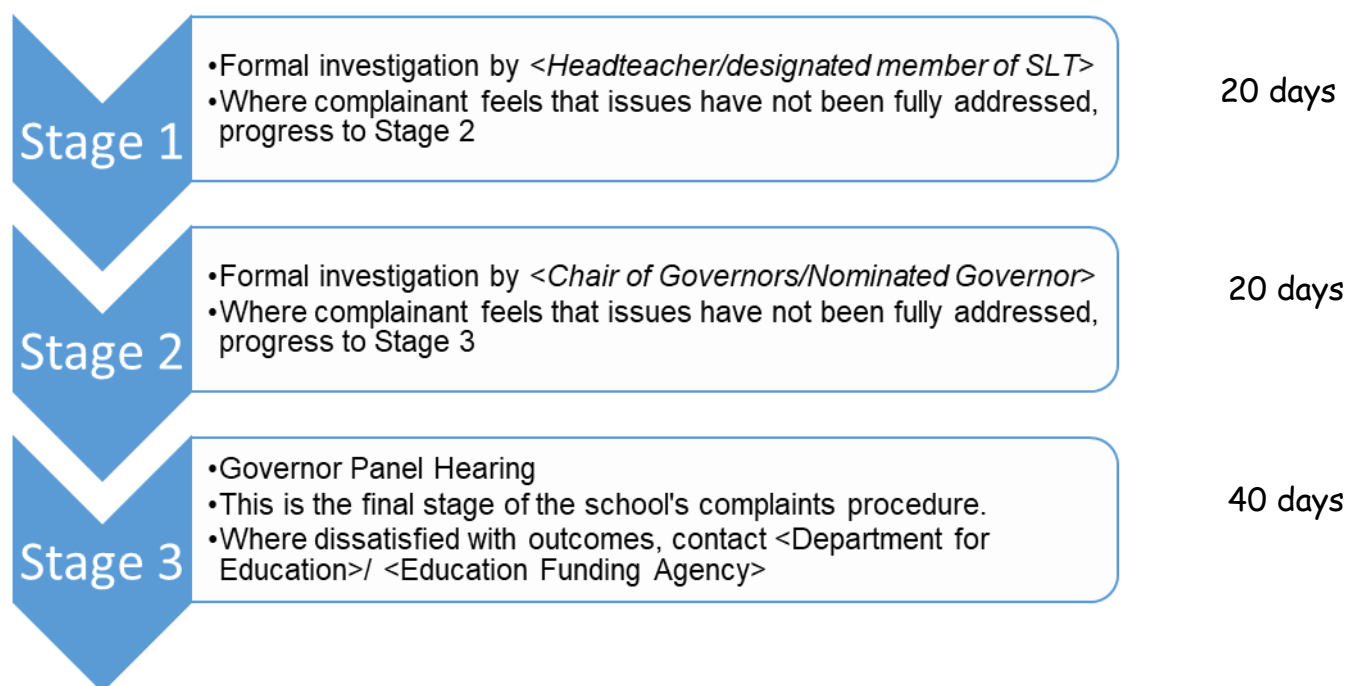 Stage 1
•Formal investigation by <Headteacher/designated member of SLT>
•Where complainant feels that issues have not been fully addressed,
progress to Stage 2
20 days
Stage 2
•Formal investigation by <Chair of Governors/Nominated Governor>
•Where complainant feels that issues have not been fully addressed,
progress to Stage 3
20 days
Stage 3
•Governor Panel Hearing
•This is the final stage of the school's complaints procedure.
•Where dissatisfied with outcomes, contact <Department for
Education>/ <Education Funding Agency>
40 days